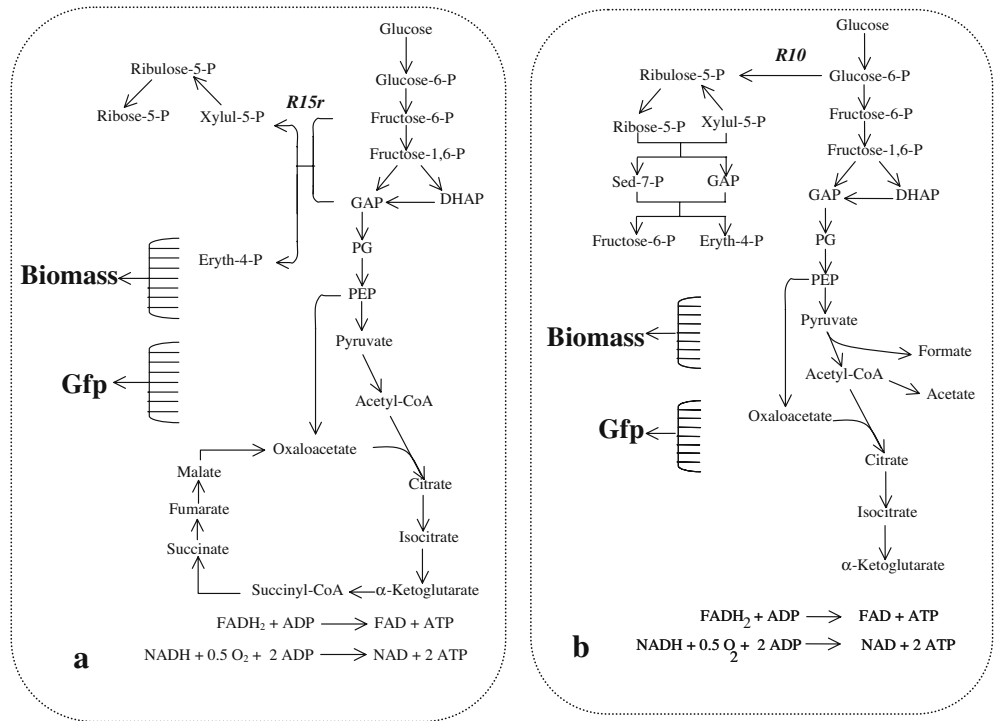 Glucose
Glucose-6-P
Fructose-6-P
Fructose-1,6-P
GAP
DHAP
PG
PEP
Pyruvate
Acetyl-CoA
Oxaloacetate
Citrate
Isocitrate
α-Ketoglutarate
Succinyl-CoA
Succinate
Fumarate
Malate
Ribulose-5-P
Ribose-5-P
Xylul-5-P
R15r
Eryth-4-P
Biomass
Gfp
FADH2 + ADP FAD + ATP
NADH + 0.5 O2 + 2 ADP NAD + 2 ATP
a
Glucose
R10
Ribulose-5-P
Glucose-6-P
Fructose-6-P
Ribose-5-P
Xylul-5-P
Fructose-1,6-P
Sed-7-P
GAP
GAP
DHAP
Fructose-6-P
Eryth-4-P
PG
PEP
Pyruvate
Formate
Acetyl-CoA
Acetate
Oxaloacetate
Citrate
Isocitrate
α-Ketoglutarate
Biomass
Gfp
FADH2 + ADP FAD + ATP
NADH + 0.5 O2 + 2 ADP NAD + 2 ATP
b